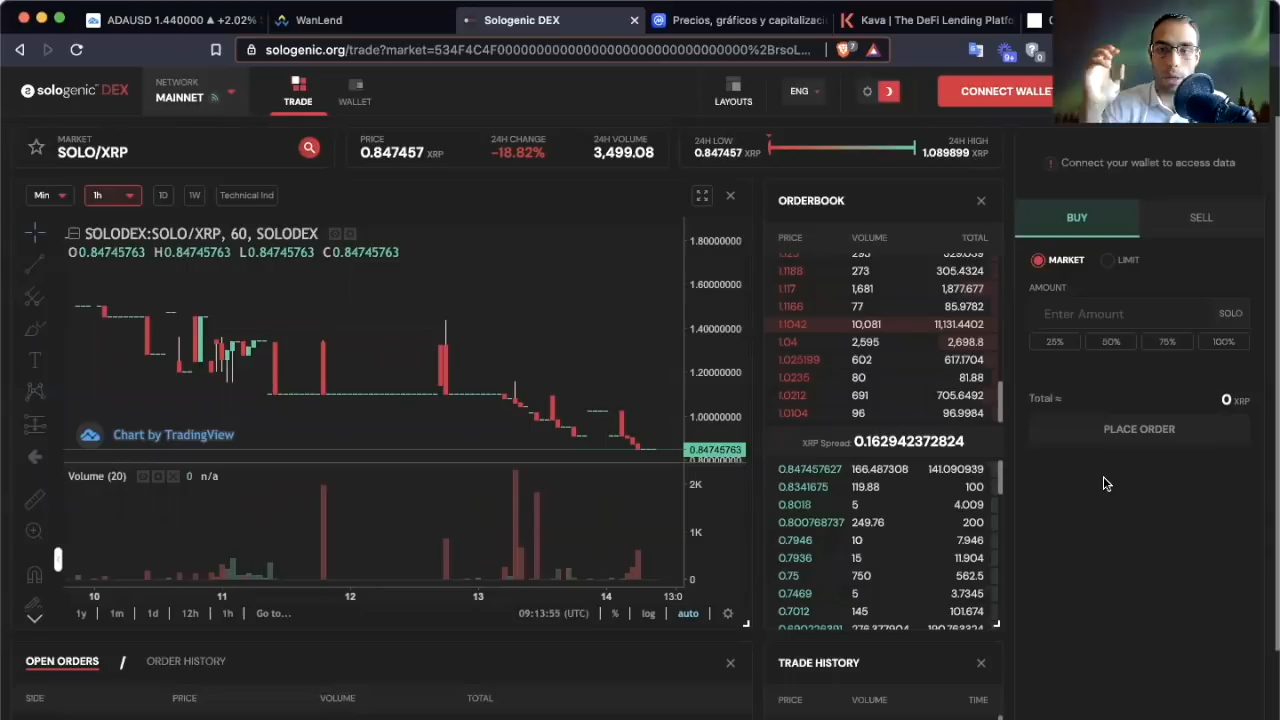 ADAUSD 1.440000 ▲ +2.02%
WanLend
Sologenic DEX
Precios, gráficos y capitalizaci
Kava | The DeFi Lending Platfo
sologenic.org/trade?market=534F4C4F00000000000000000000000000000000%2BrsoL...
7
9+
0
sologenic™ DEX
NETWORK
MAINNET
TRADE
WALLET
LAYOUTS
ENG
CONNECT WALLE
MARKET
SOLO/XRP
PRICE
0.847457 XRP
24H CHANGE
-18.82%
24H VOLUME
3,499.08
24H LOW
0.847457 XRP
24H HIGH
1.089899 XRP
! Connect your wallet to access data
Min
1h
1D
1W
Technical Ind
SOLODEX:SOLO/XRP, 60, SOLODEX
O0.84745763 H0.84745763 L0.84745763 C0.84745763
1.80000000
1.60000000
1.40000000
1.20000000
1.00000000
0.84745763
0.80000000
Chart by TradingView
Volume (20) 0 n/a
2K
1K
0
10 11 12 13 14 13:0
1y 1m 1d 12h 1h Go to...
09:13:55 (UTC) % log auto
ORDERBOOK
PRICE VOLUME TOTAL
1.1188 273 305.4324
1.117 1,681 1,877.677
1.1166 77 85.9782
1.1042 10,081 11,131.4402
1.04 2,595 2,698.8
1.025199 602 617.1704
1.0235 80 81.88
1.0212 691 705.6492
1.0104 96 96.9984
XRP Spread: 0.162942372824
0.847457627 166.487308 141.090939
0.8341675 119.88 100
0.8018 5 4.009
0.800768737 249.76 200
0.7946 10 7.946
0.7936 15 11.904
0.75 750 562.5
0.7469 5 3.7345
0.7012 145 101.674
0.690226391 276.377904 190.763324
BUY
SELL
MARKET
LIMIT
AMOUNT
Enter Amount SOLO
25% 50% 75% 100%
Total ≈ 0 XRP
PLACE ORDER
OPEN ORDERS / ORDER HISTORY
SIDE PRICE VOLUME TOTAL
TRADE HISTORY
PRICE VOLUME TIME